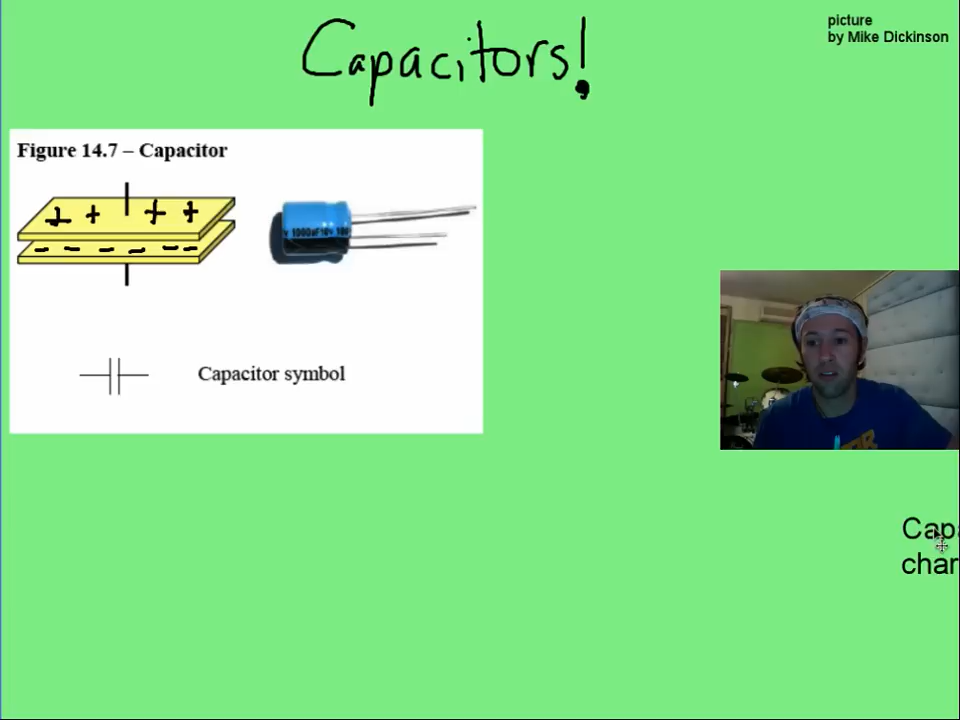 picture
by Mike Dickinson
Capacitors!
Figure 14.7 – Capacitor
+ + + +
- - - - - -
Capacitor symbol